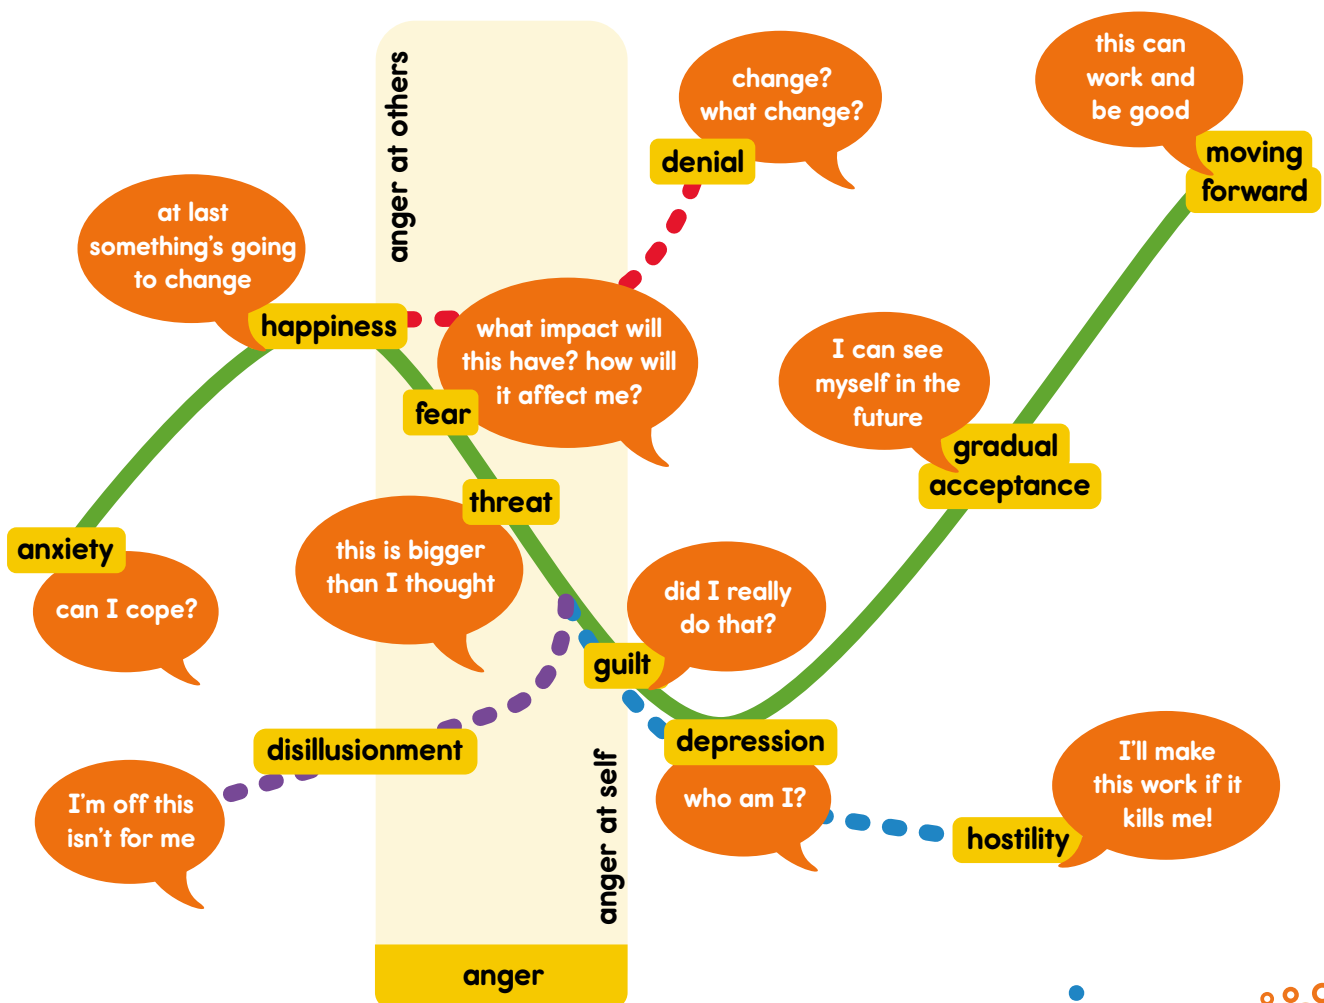 anger at others
change?
what change?
denial
this can
work and
be good
moving
forward
at last
something's going
to change
happiness
what impact will
this have? how will
it affect me?
fear
I can see
myself in the
future
gradual
acceptance
threat
anxiety
can I cope?
this is bigger
than I thought
did I really
do that?
guilt
disillusionment
I'm off this
isn't for me
anger at self
depression
who am I?
I'll make
this work if it
kills me!
hostility
anger